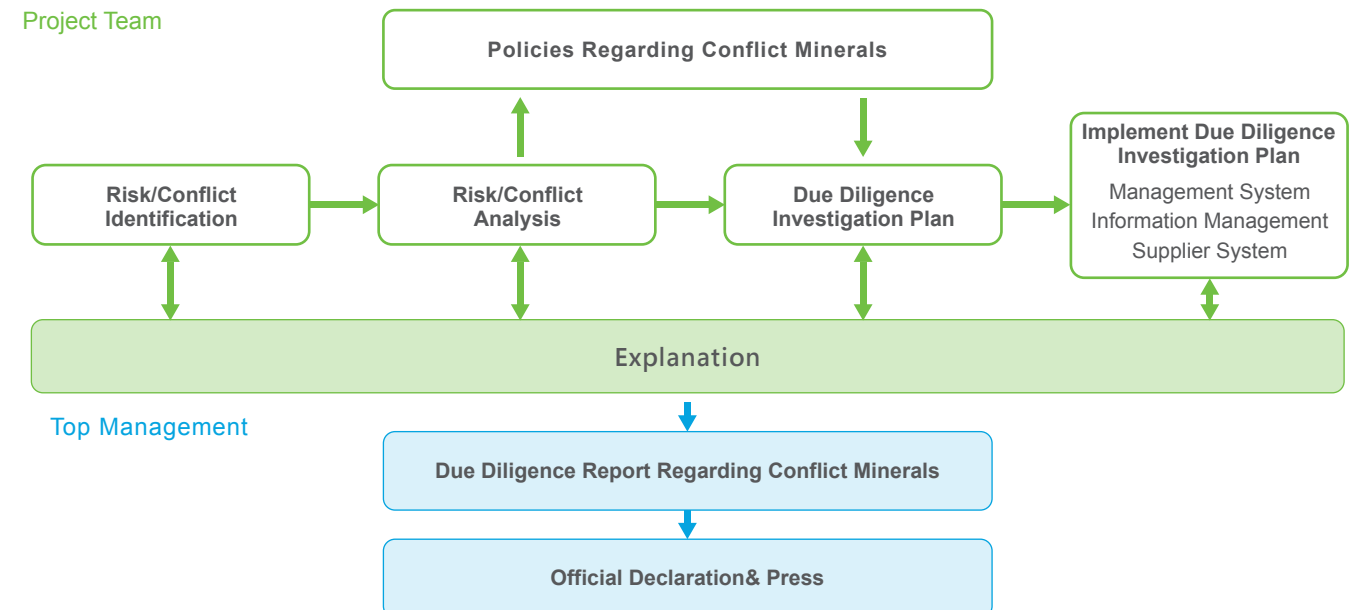 Project Team
Policies Regarding Conflict Minerals
Risk/Conflict
Identification
Risk/Conflict
Analysis
Due Diligence
Investigation Plan
Implement Due Diligence
Investigation Plan
Management System
Information Management
Supplier System
Explanation
Top Management
Due Diligence Report Regarding Conflict Minerals
Official Declaration& Press